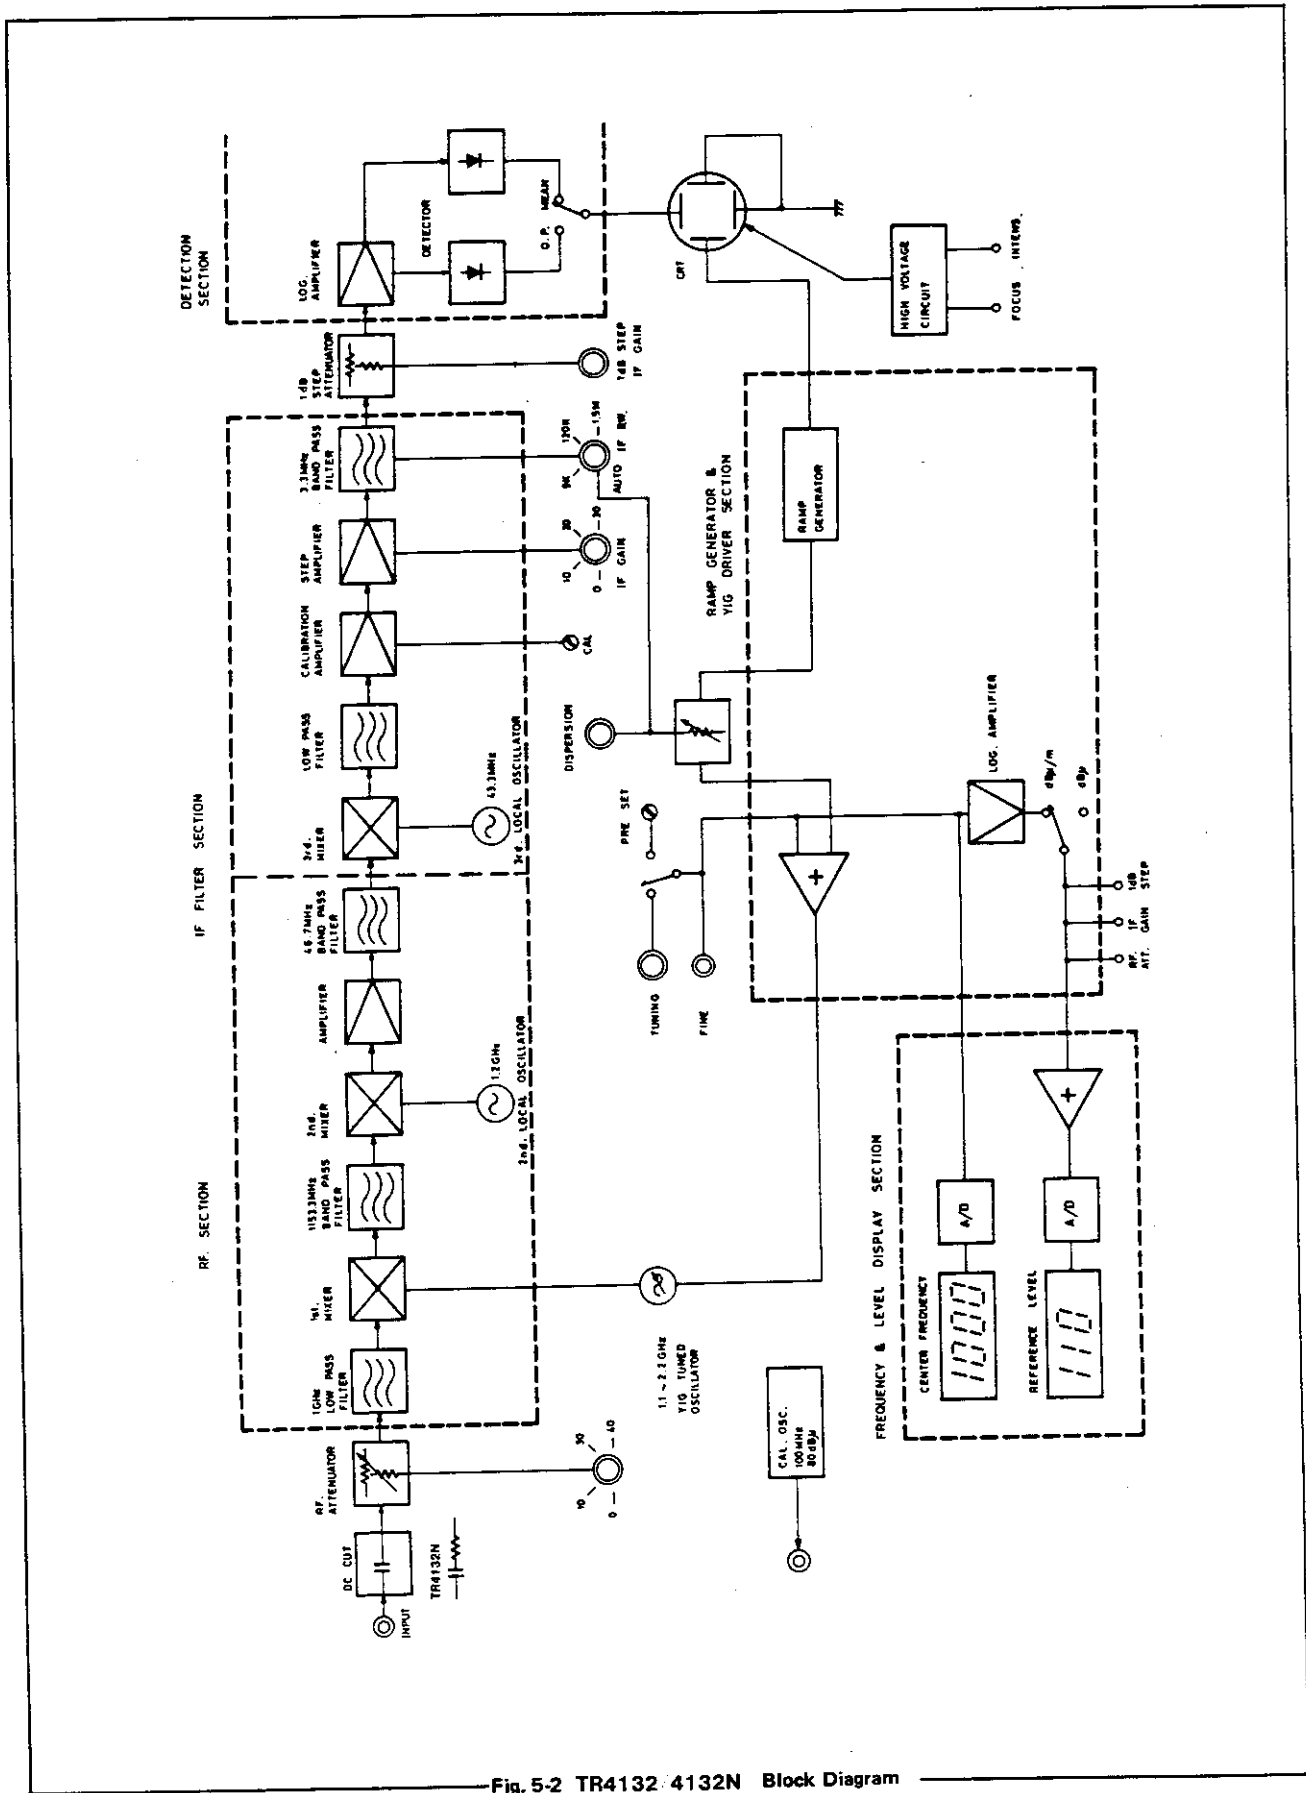 DETECTION
SECTION
LOG.
AMPLIFIER
DETECTOR
Q.P.
MEAN
1dB
STEP
ATTENUATOR
1dB STEP
IF GAIN
IF FILTER SECTION
3.3MHz
BAND PASS
FILTER
9K
120K
1.5M
AUTO IF BW.
STEP
AMPLIFIER
0
10
20
30
IF GAIN
CALIBRATION
AMPLIFIER
CAL
LOW PASS
FILTER
3rd.
MIXER
43.3MHz
3rd. LOCAL OSCILLATOR
RF. SECTION
46.7MHz
BAND PASS
FILTER
AMPLIFIER
2nd.
MIXER
1.2GHz
2nd. LOCAL OSCILLATOR
1153.3MHz
BAND PASS
FILTER
1st.
MIXER
1GHz
LOW PASS
FILTER
RF.
ATTENUATOR
0
10
30
40
DC CUT
INPUT
TR4132N
1.1 ~ 2.2 GHz
YIG TUNED
OSCILLATOR
CRT
HIGH VOLTAGE
CIRCUIT
FOCUS
INTENS.
RAMP GENERATOR &
YIG DRIVER SECTION
RAMP
GENERATOR
DISPERSION
PRE SET
TUNING
FINE
+
LOG. AMPLIFIER
dBμ/m
dBμ
1dB
STEP
IF
GAIN
RF.
ATT.
FREQUENCY & LEVEL DISPLAY SECTION
CENTER FREQUENCY
1000
A/D
REFERENCE LEVEL
110
A/D
+
CAL. OSC.
100MHz
80dBμ
Fig. 5-2 TR4132 4132N Block Diagram